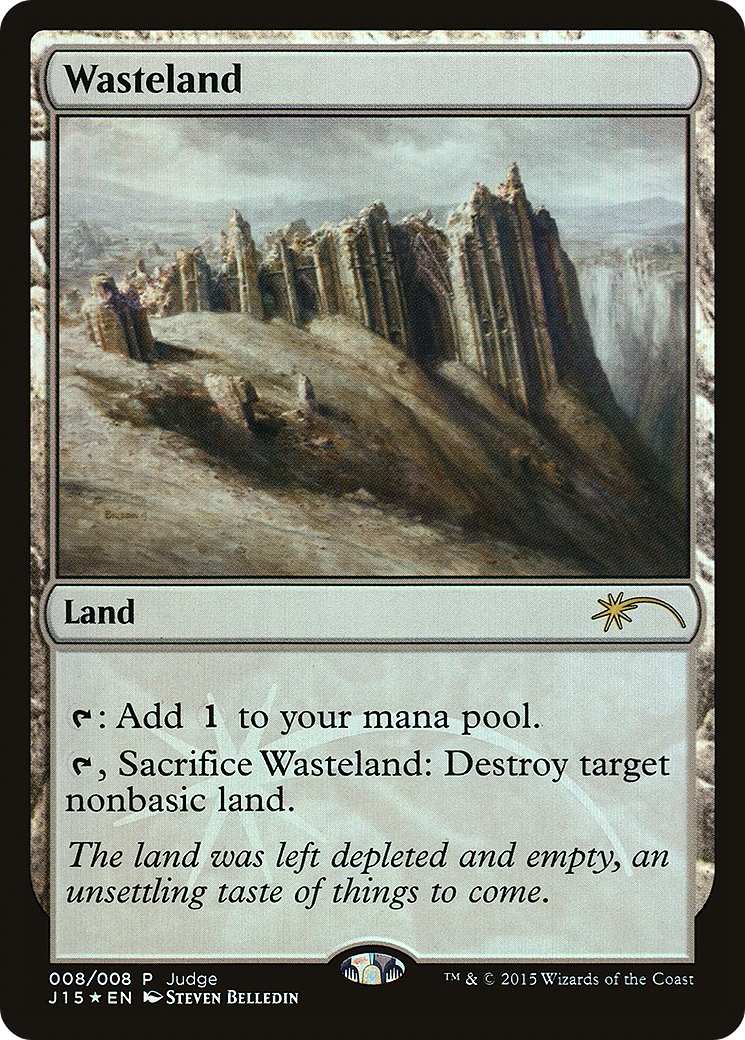 Wasteland
Land
: Add 1 to your mana pool.
, Sacrifice Wasteland: Destroy target
nonbasic land.
The land was left depleted and empty, an
unsettling taste of things to come.
008/008 P Judge
J15★EN Steven Belledin
™ & © 2015 Wizards of the Coast